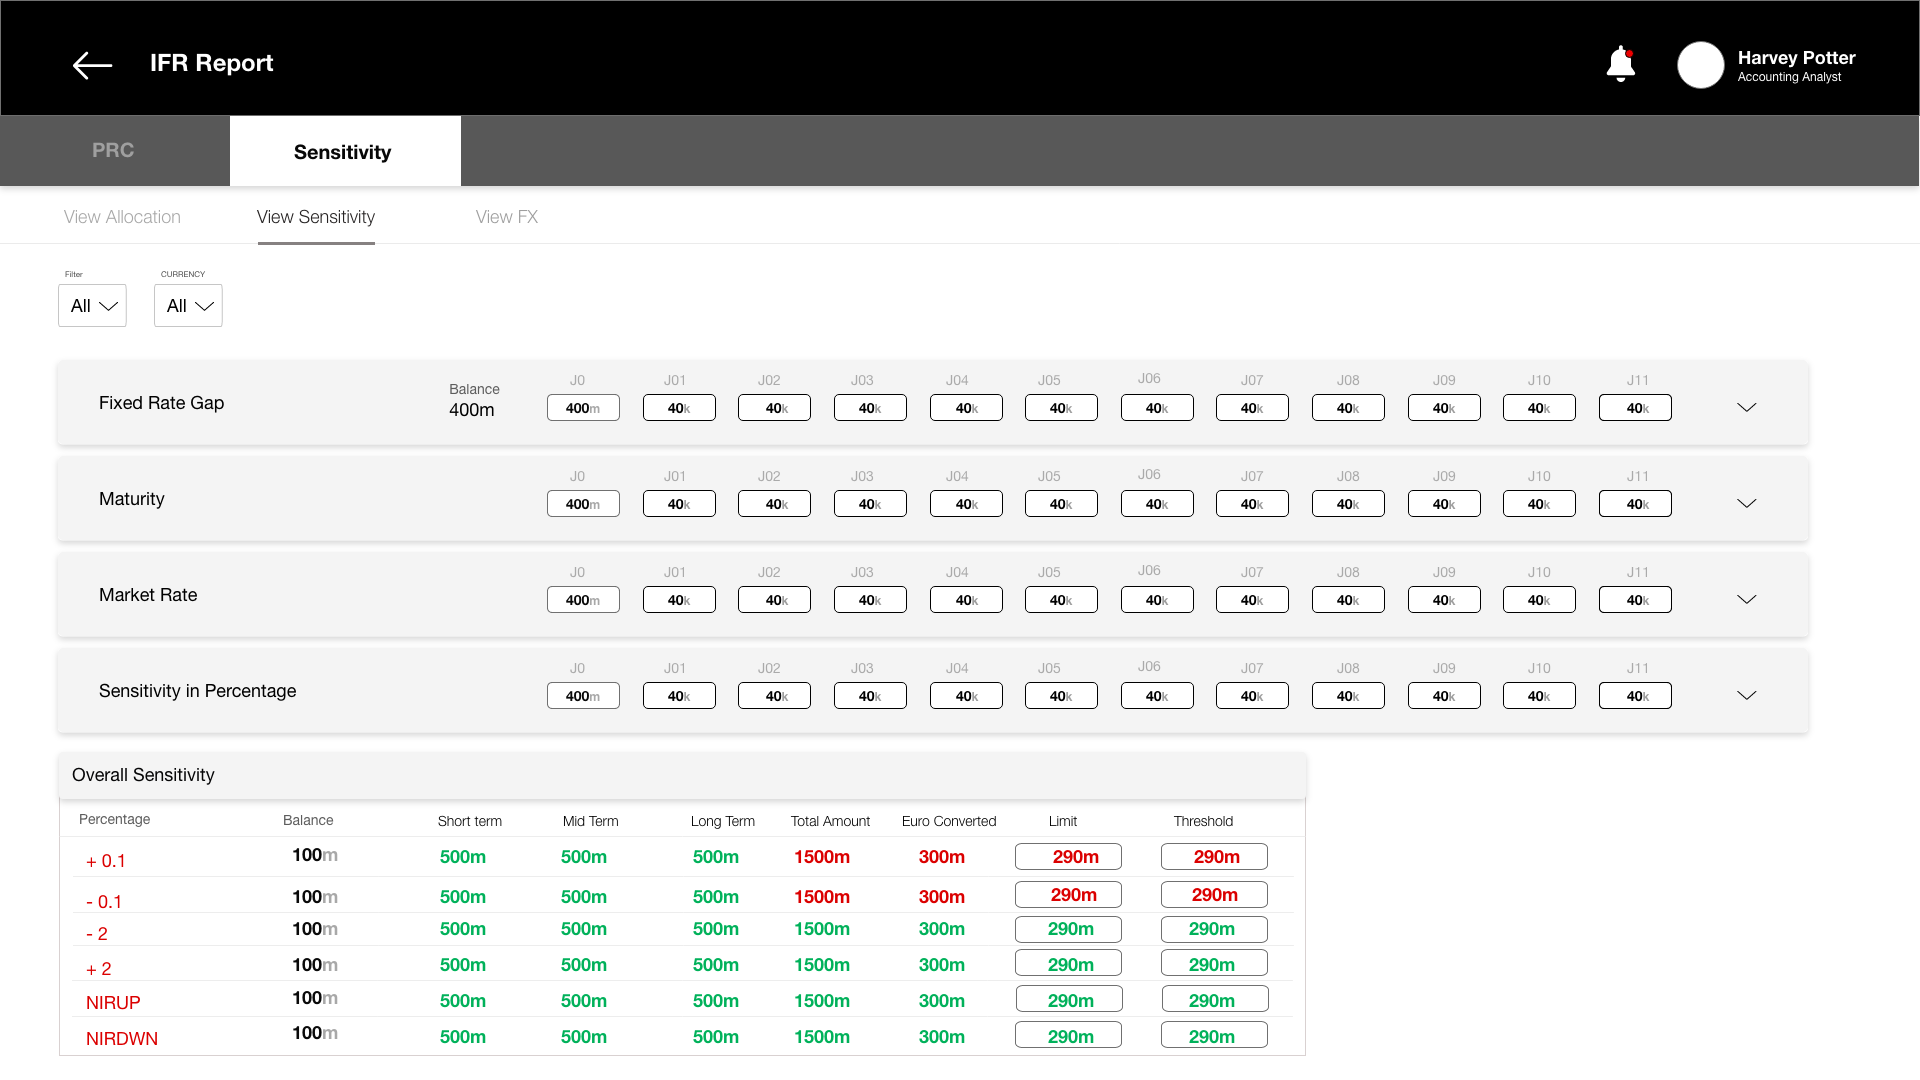 IFR Report
Harvey Potter
Accounting Analyst
PRC Sensitivity
View Allocation View Sensitivity View FX
Filter CURRENCY
All All
J0 J01 J02 J03 J04 J05 J06 J07 J08 J09 J10 J11
Fixed Rate Gap Balance 400m 400m 40k 40k 40k 40k 40k 40k 40k 40k 40k 40k 40k
J0 J01 J02 J03 J04 J05 J06 J07 J08 J09 J10 J11
Maturity 400m 40k 40k 40k 40k 40k 40k 40k 40k 40k 40k 40k
J0 J01 J02 J03 J04 J05 J06 J07 J08 J09 J10 J11
Market Rate 400m 40k 40k 40k 40k 40k 40k 40k 40k 40k 40k 40k
J0 J01 J02 J03 J04 J05 J06 J07 J08 J09 J10 J11
Sensitivity in Percentage 400m 40k 40k 40k 40k 40k 40k 40k 40k 40k 40k 40k
Overall Sensitivity
Percentage Balance Short term Mid Term Long Term Total Amount Euro Converted Limit Threshold
+ 0.1 100m 500m 500m 500m 1500m 300m 290m 290m
- 0.1 100m 500m 500m 500m 1500m 300m 290m 290m
- 2 100m 500m 500m 500m 1500m 300m 290m 290m
+ 2 100m 500m 500m 500m 1500m 300m 290m 290m
NIRUP 100m 500m 500m 500m 1500m 300m 290m 290m
NIRDWN 100m 500m 500m 500m 1500m 300m 290m 290m